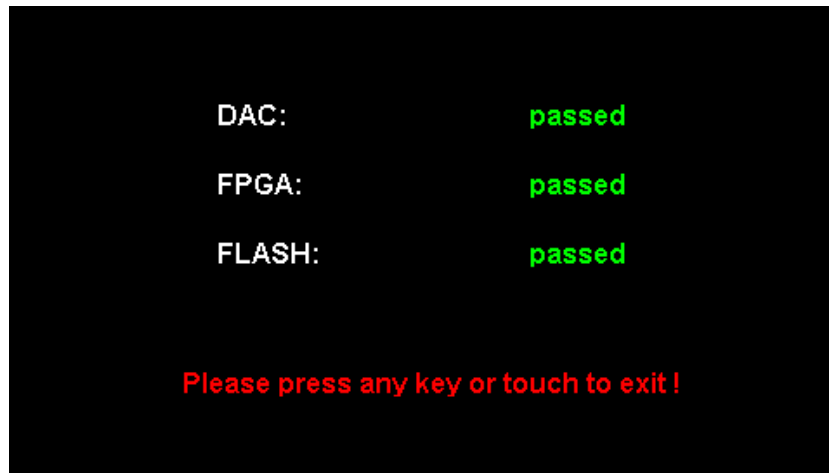 DAC: passed
FPGA: passed
FLASH: passed
Please press any key or touch to exit !